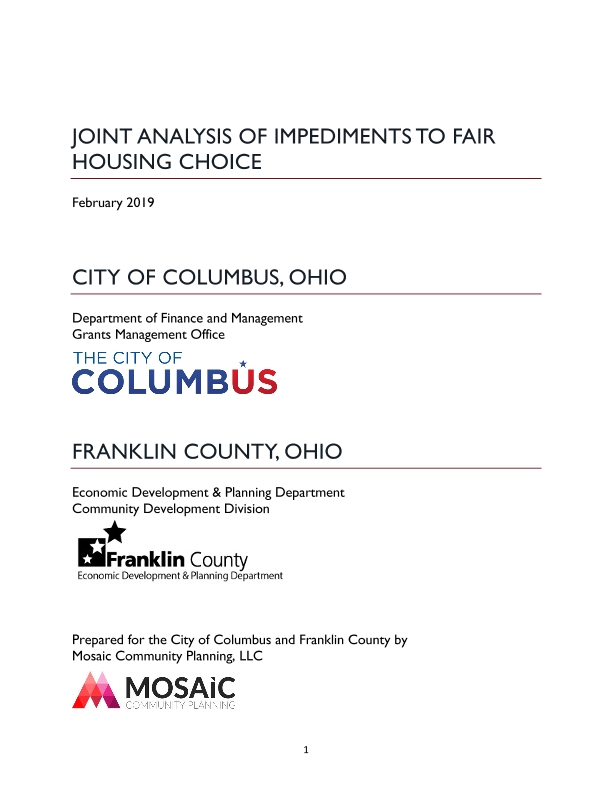 JOINT ANALYSIS OF IMPEDIMENTS TO FAIR
HOUSING CHOICE
February 2019
CITY OF COLUMBUS, OHIO
Department of Finance and Management
Grants Management Office
THE CITY OF
COLUMBUS
FRANKLIN COUNTY, OHIO
Economic Development & Planning Department
Community Development Division
Franklin County
Economic Development & Planning Department
Prepared for the City of Columbus and Franklin County by
Mosaic Community Planning, LLC
MOSAiC
COMMUNITY PLANNING
1